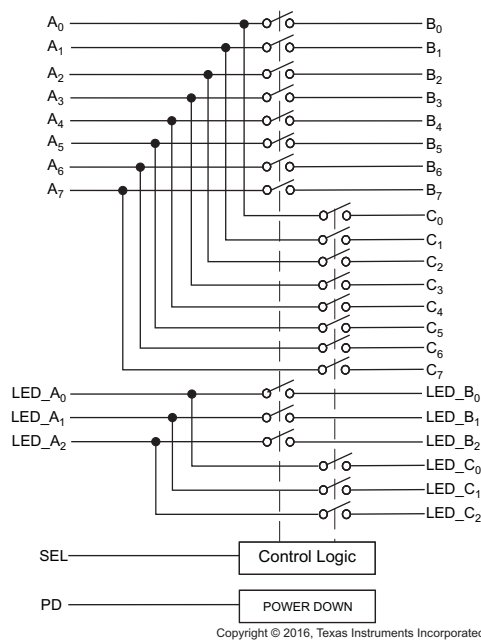 A0 B0
A1 B1
A2 B2
A3 B3
A4 B4
A5 B5
A6 B6
A7 B7
C0
C1
C2
C3
C4
C5
C6
C7
LED_A0 LED_B0
LED_A1 LED_B1
LED_A2 LED_B2
LED_C0
LED_C1
LED_C2
SEL Control Logic
PD POWER DOWN
Copyright © 2016, Texas Instruments Incorporated